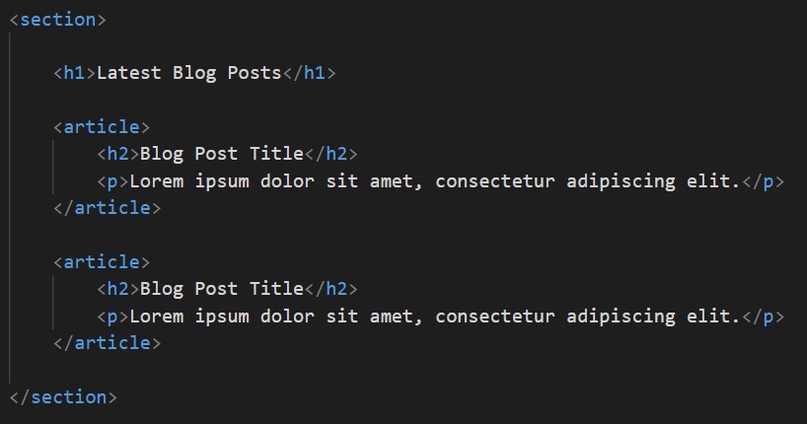 <section>
<h1>Latest Blog Posts</h1>
<article>
<h2>Blog Post Title</h2>
<p>Lorem ipsum dolor sit amet, consectetur adipiscing elit.</p>
</article>
<article>
<h2>Blog Post Title</h2>
<p>Lorem ipsum dolor sit amet, consectetur adipiscing elit.</p>
</article>
</section>